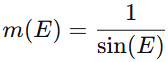 m(E) = 1 / sin(E)